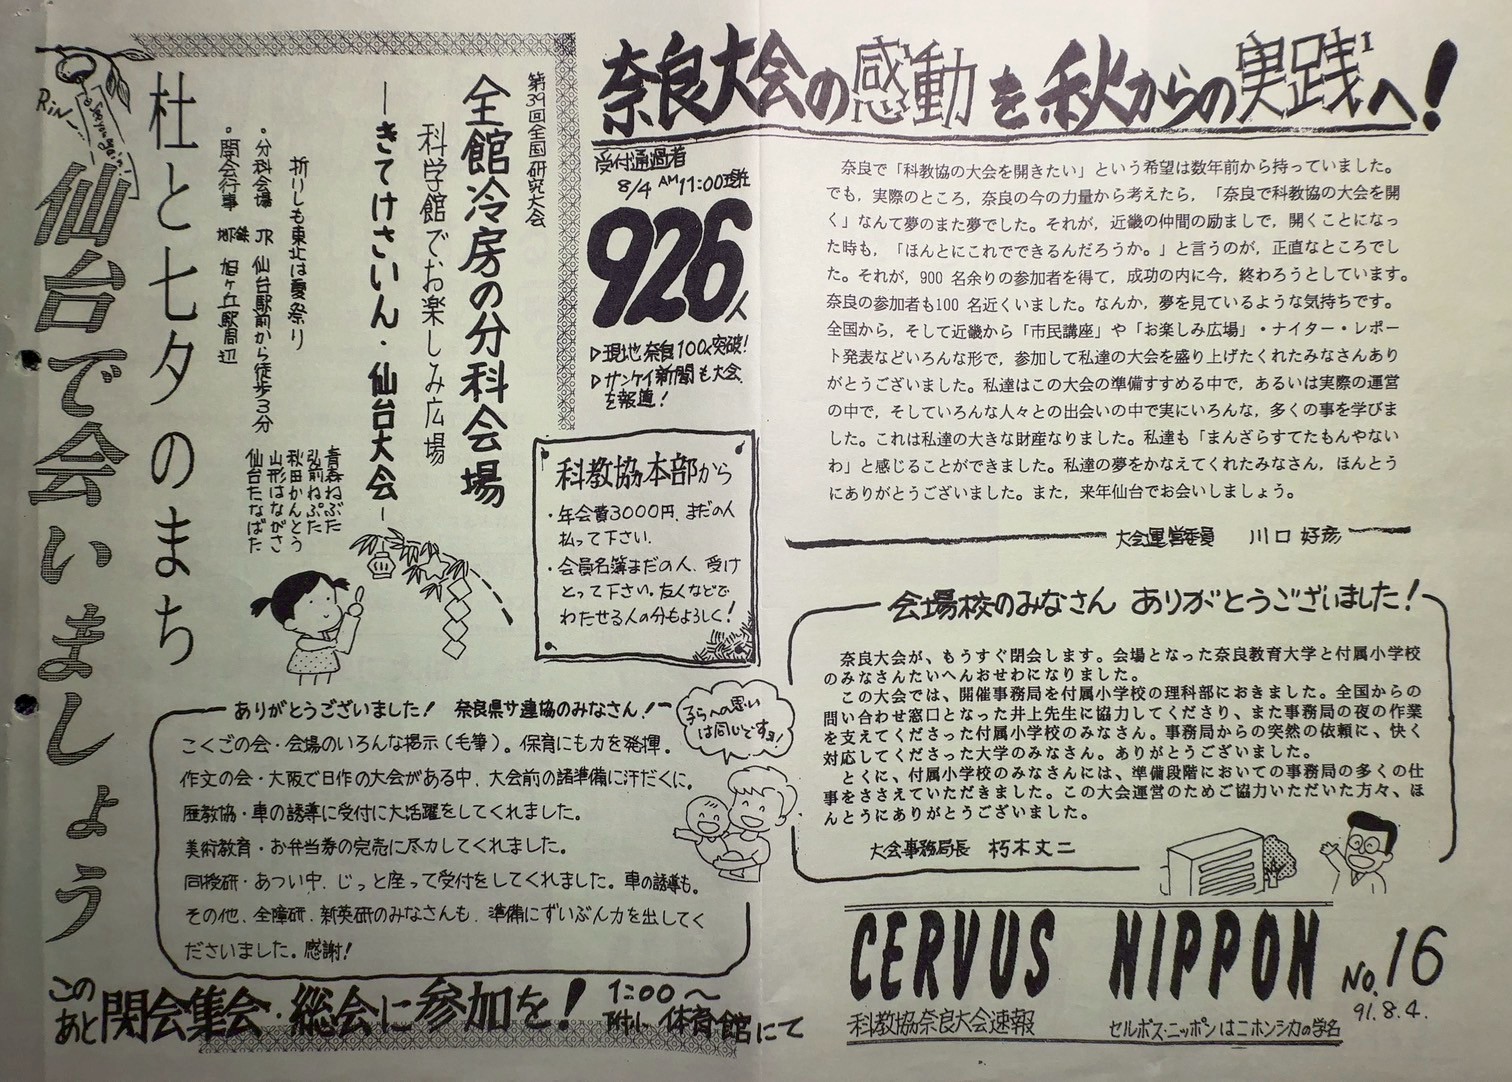 奈良大会の感動を秋からの実践へ!
受付通過者
8/4 AM11:00現在
926人
▷現地奈良100人突破!
▷サンケイ新聞も大会
を報道!
奈良で「科教協の大会を開きたい」という希望は数年前から持っていました。
でも，実際のところ，奈良の今の力量から考えたら，「奈良で科教協の大会を開
く」なんて夢のまた夢でした。それが，近畿の仲間の励ましで，開くことになっ
た時も，「ほんとにこれでできるんだろうか。」と言うのが，正直なところでし
た。それが，900 名余りの参加者を得て，成功の内に今，終わろうとしています。
奈良の参加者も100 名近くいました。なんか，夢を見ているような気持ちです。
全国から，そして近畿から「市民講座」や「お楽しみ広場」・ナイター・レポー
ト発表などいろんな形で，参加して私達の大会を盛り上げたくれたみなさんあり
がとうございました。私達はこの大会の準備すすめる中で，あるいは実際の運営
の中で，そしていろんな人々との出会いの中で実にいろんな，多くの事を学びま
した。これは私達の大きな財産なりました。私達も「まんざらすてたもんやない
わ」と感じることができました。私達の夢をかなえてくれたみなさん，ほんとう
にありがとうございました。また，来年仙台でお会いしましょう。
大会運営委員 川口 好彦
会場校のみなさん ありがとうございました!
奈良大会が、もうすぐ閉会します。会場となった奈良教育大学と付属小学校
のみなさんたいへんおせわになりました。
この大会では、開催事務局を付属小学校の理科部におきました。全国からの
問い合わせ窓口となった井上先生に協力してくださり、また事務局の夜の作業
を支えてくださった付属小学校のみなさん。事務局からの突然の依頼に、快く
対応してくださった大学のみなさん。ありがとうございました。
とくに、付属小学校のみなさんには、準備段階においての事務局の多くの仕
事をささえていただきました。この大会運営のためご協力いただいた方々、ほ
んとうにありがとうございました。
大会事務局長 朽木文二
CERVUS NIPPON No.16
科教協奈良大会速報 セルボス・ニッポンはニホンジカの学名 91.8.4.
第39回全国研究大会
全館冷房の分科会場
科学館でお楽しみ広場
ーきてけさいん・仙台大会ー
折りしも東北は夏祭り
・分科会場 JR 仙台駅前から徒歩3分
・開会行事 地下鉄 旭ヶ丘駅周辺
青森ねぶた
弘前ねぷた
秋田かんとう
山形はながさ
仙台たなばた
杜と七夕のまち
仙台で会いましょう
RiN
科教協本部から
・年会費3000円、まだの人
払って下さい.
・会員名簿まだの人、受け
とって下さい。友人などで
わたせる人の分もよろしく!
ありがとうございました! 奈良県サ連協のみなさん!
こくごの会・会場のいろんな掲示(毛筆)。保育にも力を発揮。
作文の会・大阪で日作の大会がある中、大会前の諸準備に汗だくに。
歴教協・車の誘導に受付に大活躍をしてくれました。
美術教育・お弁当券の完売に尽力してくれました。
同授研・あつい中、じっと座って受付をしてくれました。車の誘導も。
その他、全障研、新英研のみなさんも、準備にずいぶん力を出してく
ださいました。感謝!
子らへの思い
は同じですヨ!
このあと閉会集会・総会に参加を! 1:00〜
附小 体育館にて